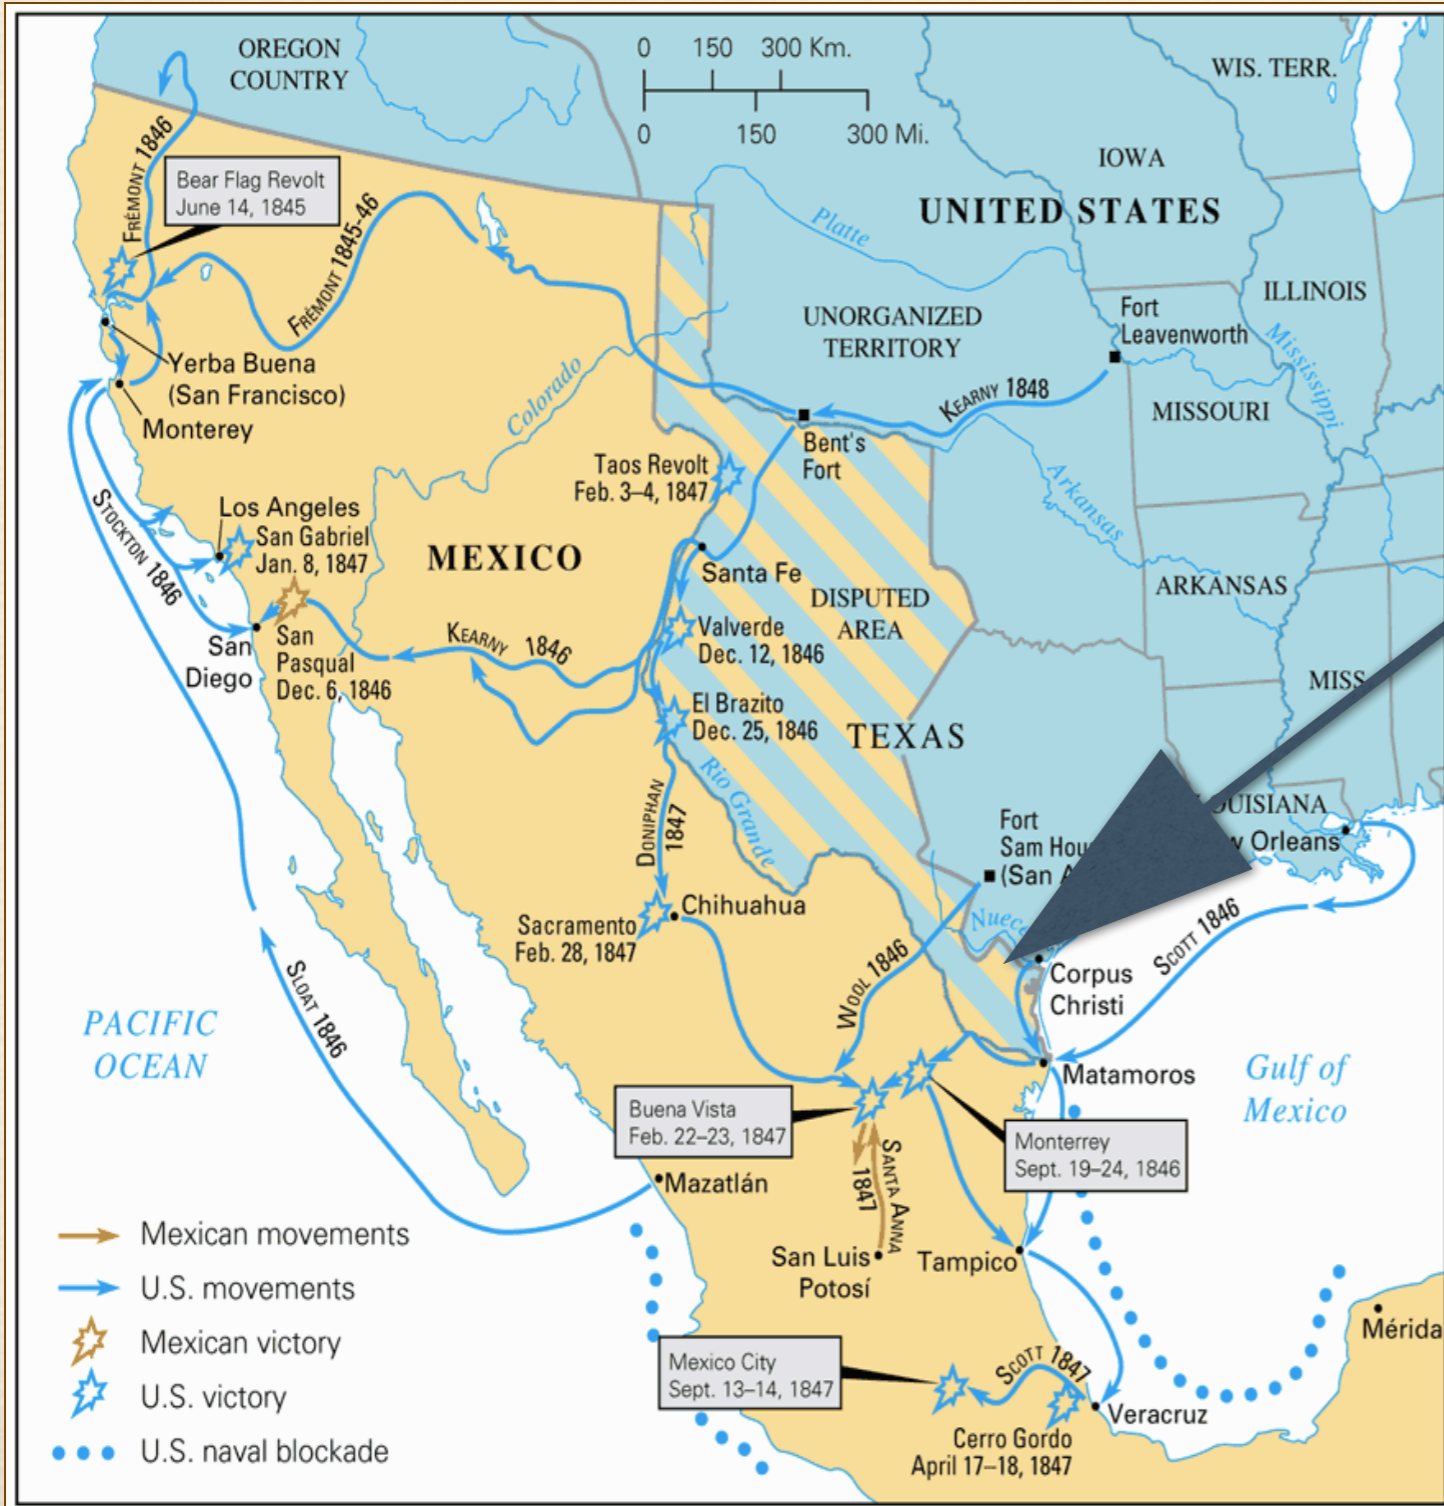 OREGON
COUNTRY
0 150 300 Km.
0 150 300 Mi.
WIS. TERR.
IOWA
UNITED STATES
ILLINOIS
Platte
FRÉMONT 1846
Bear Flag Revolt
June 14, 1845
FRÉMONT 1845-46
UNORGANIZED
TERRITORY
Fort
Leavenworth
Mississippi
KEARNY 1848
MISSOURI
Yerba Buena
(San Francisco)
Monterey
Colorado
Bent's
Fort
Arkansas
Taos Revolt
Feb. 3–4, 1847
Los Angeles
San Gabriel
Jan. 8, 1847
STOCKTON 1846
MEXICO
Santa Fe
DISPUTED
AREA
ARKANSAS
San
Diego
San
Pasqual
Dec. 6, 1846
KEARNY 1846
Valverde
Dec. 12, 1846
MISS.
El Brazito
Dec. 25, 1846
TEXAS
Rio Grande
DONIPHAN
1847
OUISIANA
w Orleans
Fort
Sam Hou
(San A
Chihuahua
Sacramento
Feb. 28, 1847
Nuec
Corpus
Christi
SCOTT 1846
WOOL 1846
SLOAT 1846
PACIFIC
OCEAN
Matamoros
Gulf of
Mexico
Buena Vista
Feb. 22–23, 1847
Monterrey
Sept. 19–24, 1846
SANTA ANNA
1847
Mazatlán
San Luis
Potosí
Tampico
Mérida
Mexican movements
U.S. movements
Mexican victory
U.S. victory
U.S. naval blockade
Mexico City
Sept. 13–14, 1847
SCOTT 1847
Veracruz
Cerro Gordo
April 17–18, 1847